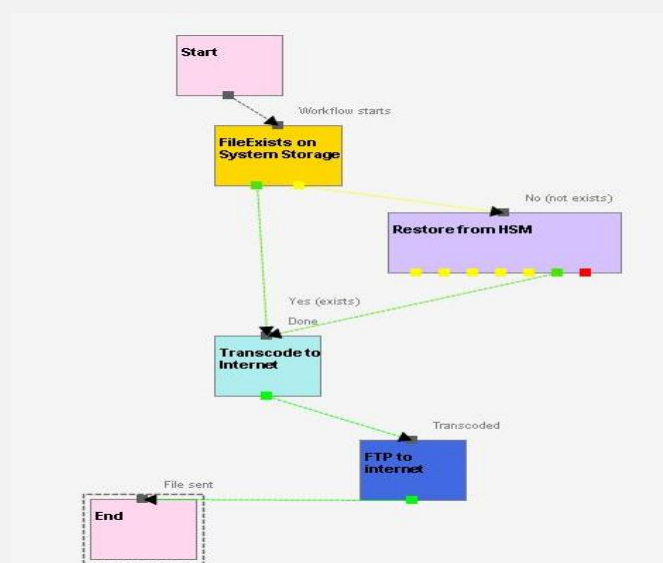 Start
Workflow starts
FileExists on
System Storage
No (not exists)
Restore from HSM
Yes (exists)
Done
Transcode to
Internet
Transcoded
FTP to
internet
File sent
End